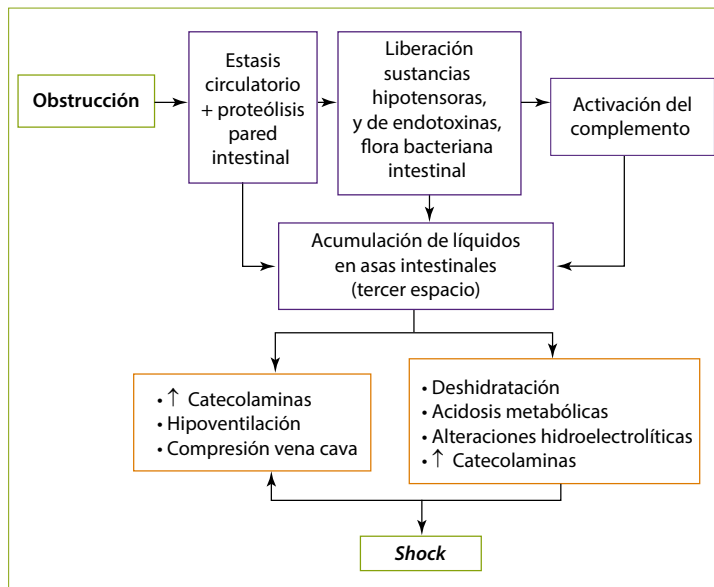 Obstrucción
Estasis
circulatorio
+ proteólisis
pared
intestinal
Liberación
sustancias
hipotensoras,
y de endotoxinas,
flora bacteriana
intestinal
Activación del
complemento
Acumulación de líquidos
en asas intestinales
(tercer espacio)
• ↑ Catecolaminas
• Hipoventilación
• Compresión vena cava
• Deshidratación
• Acidosis metabólicas
• Alteraciones hidroelectrolíticas
• ↑ Catecolaminas
Shock